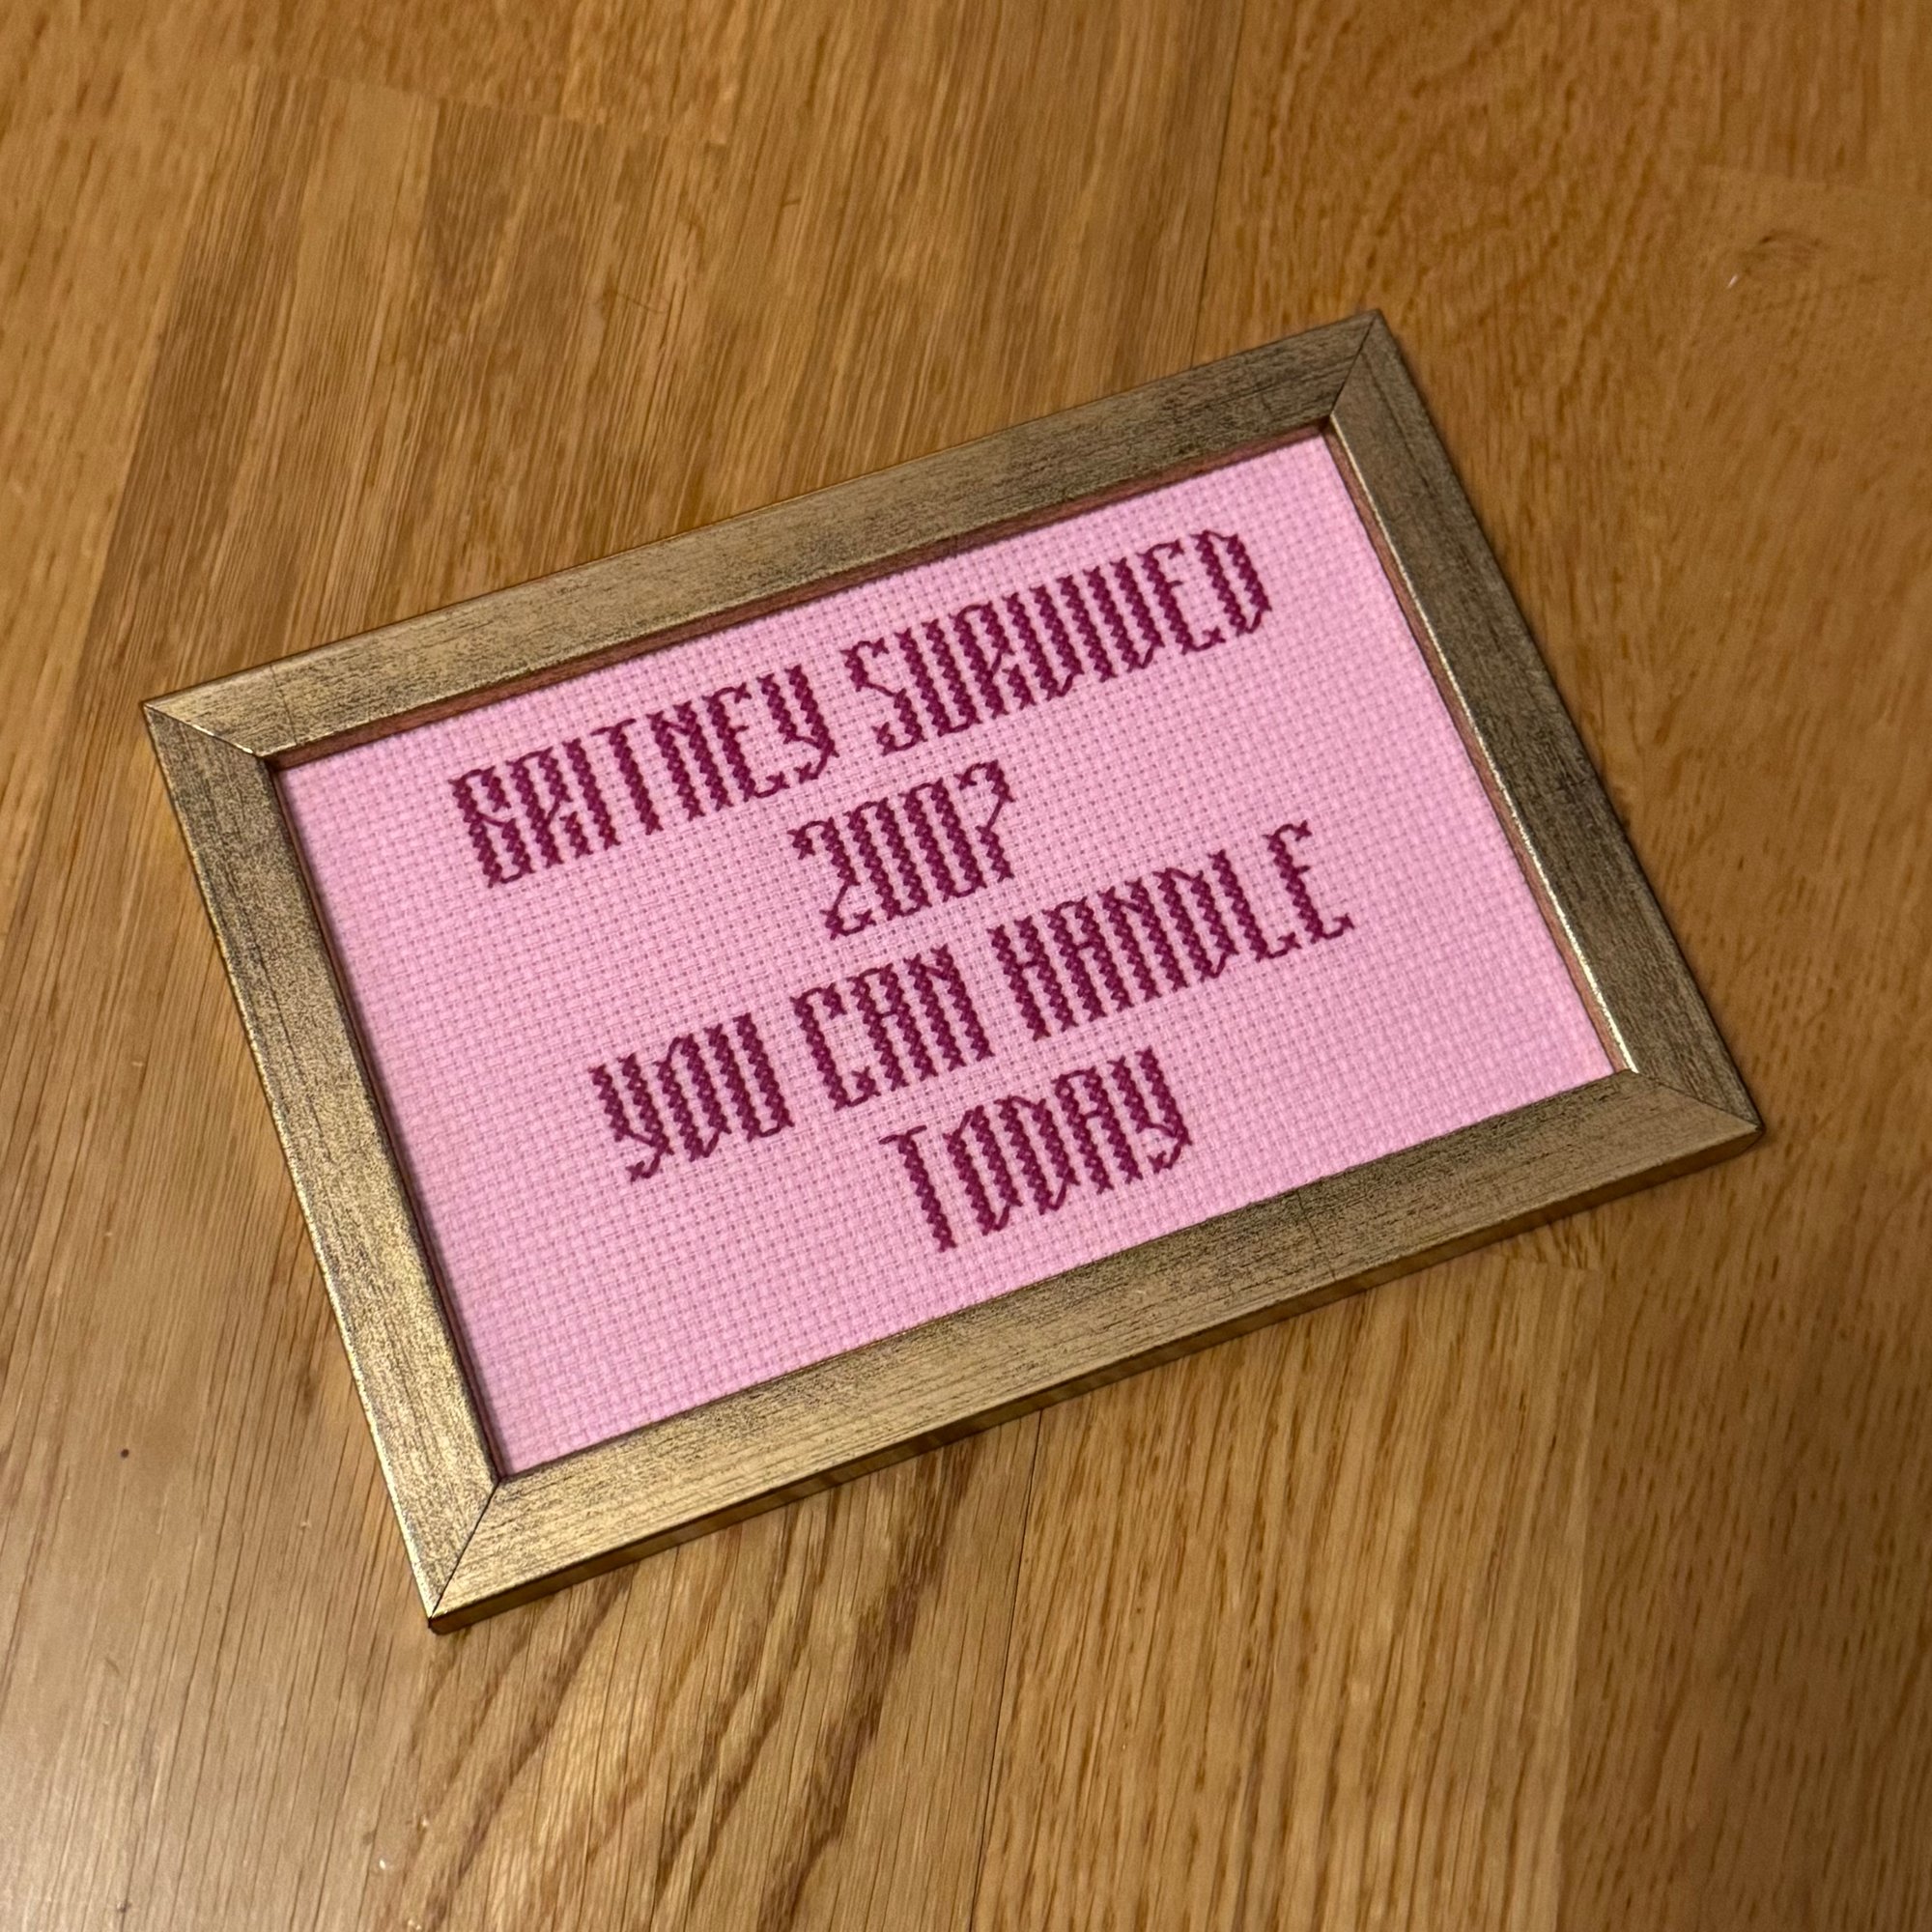 BRITNEY SURVIVED
2007
YOU CAN HANDLE
TODAY